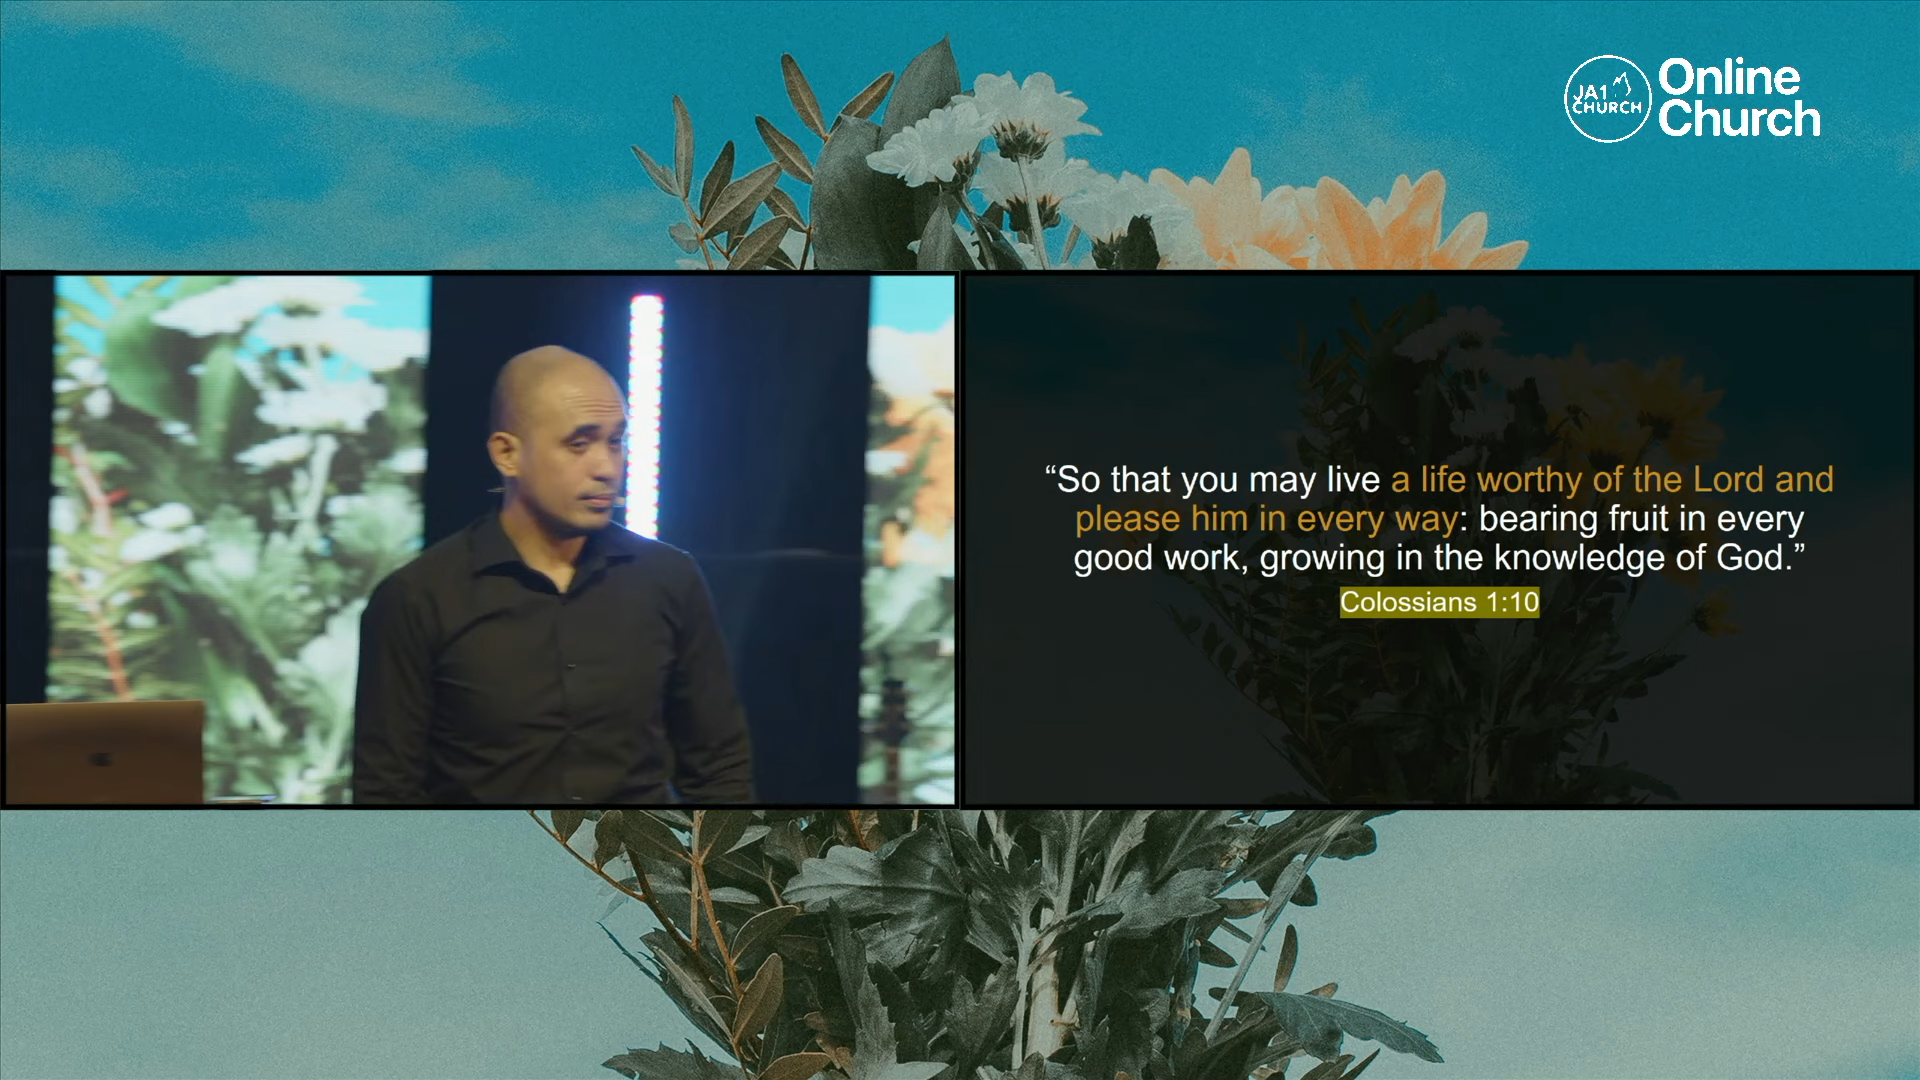 JA1
CHURCH
Online
Church
“So that you may live a life worthy of the Lord and
please him in every way: bearing fruit in every
good work, growing in the knowledge of God.”
Colossians 1:10